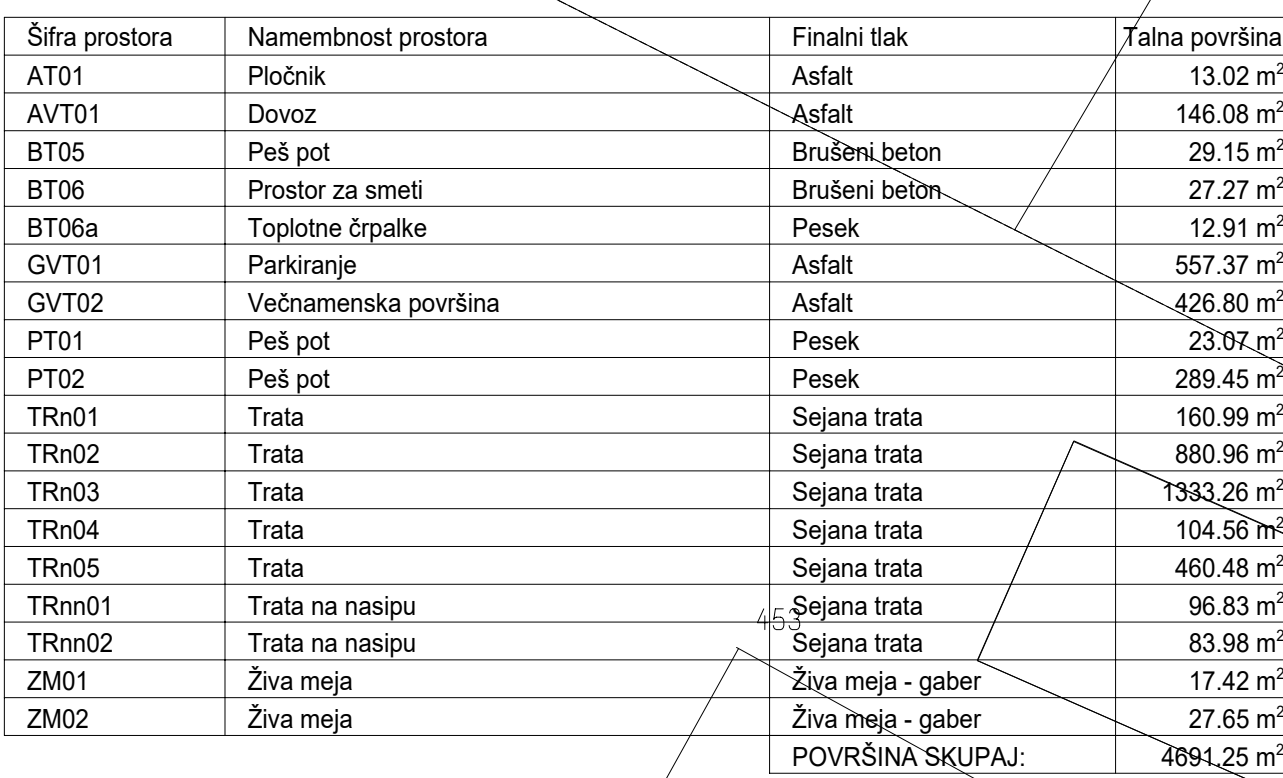 Šifra prostora Namembnost prostora Finalni tlak Talna površina
AT01 Pločnik Asfalt 13.02 m²
AVT01 Dovoz Asfalt 146.08 m²
BT05 Peš pot Brušeni beton 29.15 m²
BT06 Prostor za smeti Brušeni beton 27.27 m²
BT06a Toplotne črpalke Pesek 12.91 m²
GVT01 Parkiranje Asfalt 557.37 m²
GVT02 Večnamenska površina Asfalt 426.80 m²
PT01 Peš pot Pesek 23.07 m²
PT02 Peš pot Pesek 289.45 m²
TRn01 Trata Sejana trata 160.99 m²
TRn02 Trata Sejana trata 880.96 m²
TRn03 Trata Sejana trata 1333.26 m²
TRn04 Trata Sejana trata 104.56 m²
TRn05 Trata Sejana trata 460.48 m²
TRnn01 Trata na nasipu Sejana trata 96.83 m²
453
TRnn02 Trata na nasipu Sejana trata 83.98 m²
ZM01 Živa meja Živa meja - gaber 17.42 m²
ZM02 Živa meja Živa meja - gaber 27.65 m²
POVRŠINA SKUPAJ: 4691.25 m²